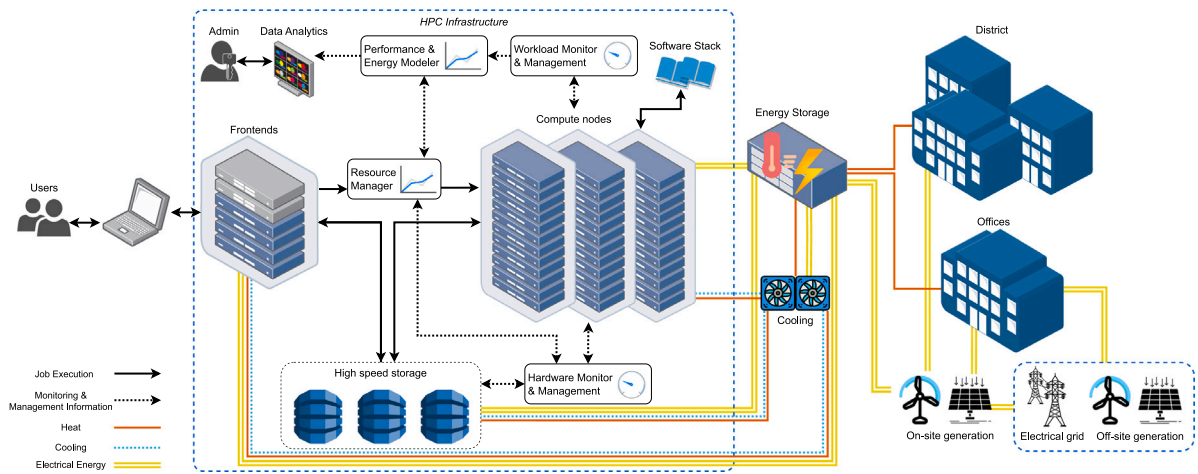 HPC Infrastructure
Admin
Data Analytics
Performance &
Energy Modeler
Workload Monitor
& Management
Software Stack
District
Frontends
Compute nodes
Energy Storage
Resource
Manager
Users
Offices
Cooling
High speed storage
Hardware Monitor
& Management
Job Execution
Monitoring &
Management Information
Heat
Cooling
Electrical Energy
On-site generation
Electrical grid
Off-site generation